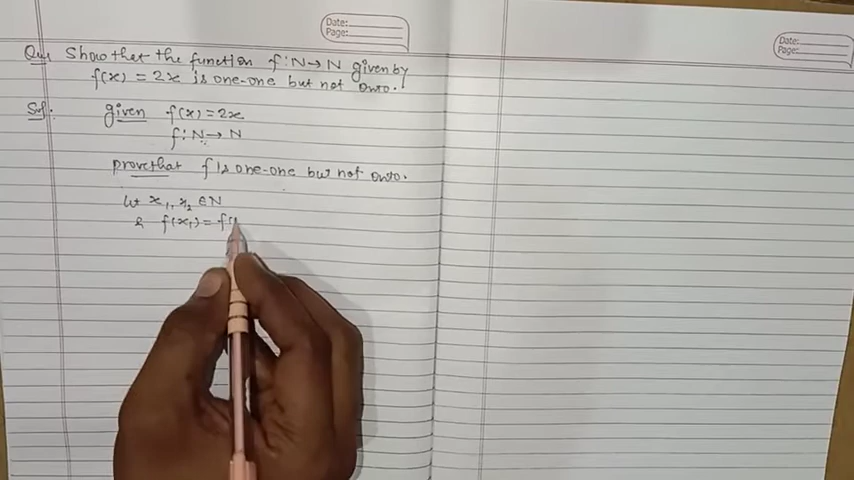 Date:
Page:
Date:
Page:
Que Show that the function f: N→N given by
f(x) = 2x is one-one but not onto.
Sol. given f(x) = 2x
f: N → N
prove that f is one-one but not onto.
let x₁, x₂ ∈ N
& f(x₁) = f(